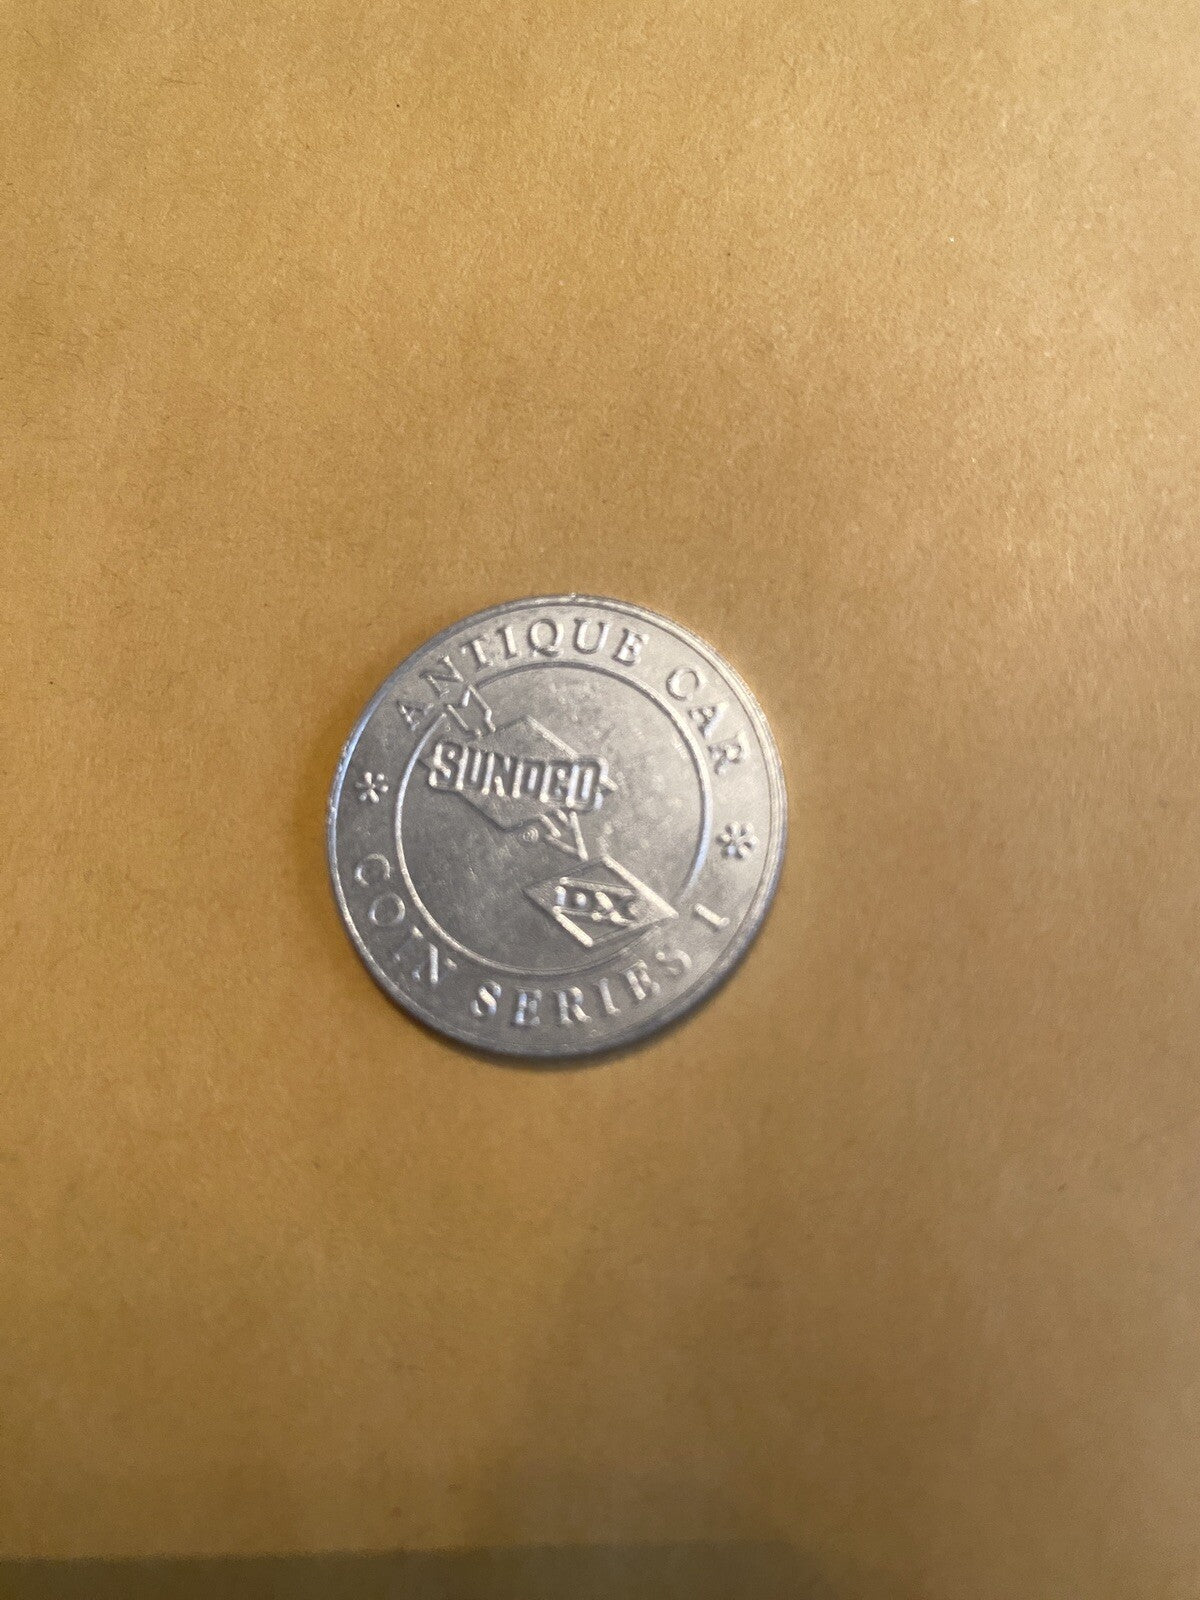 ANTIQUE CAR
SUNOCO
DX
COIN SERIES 1